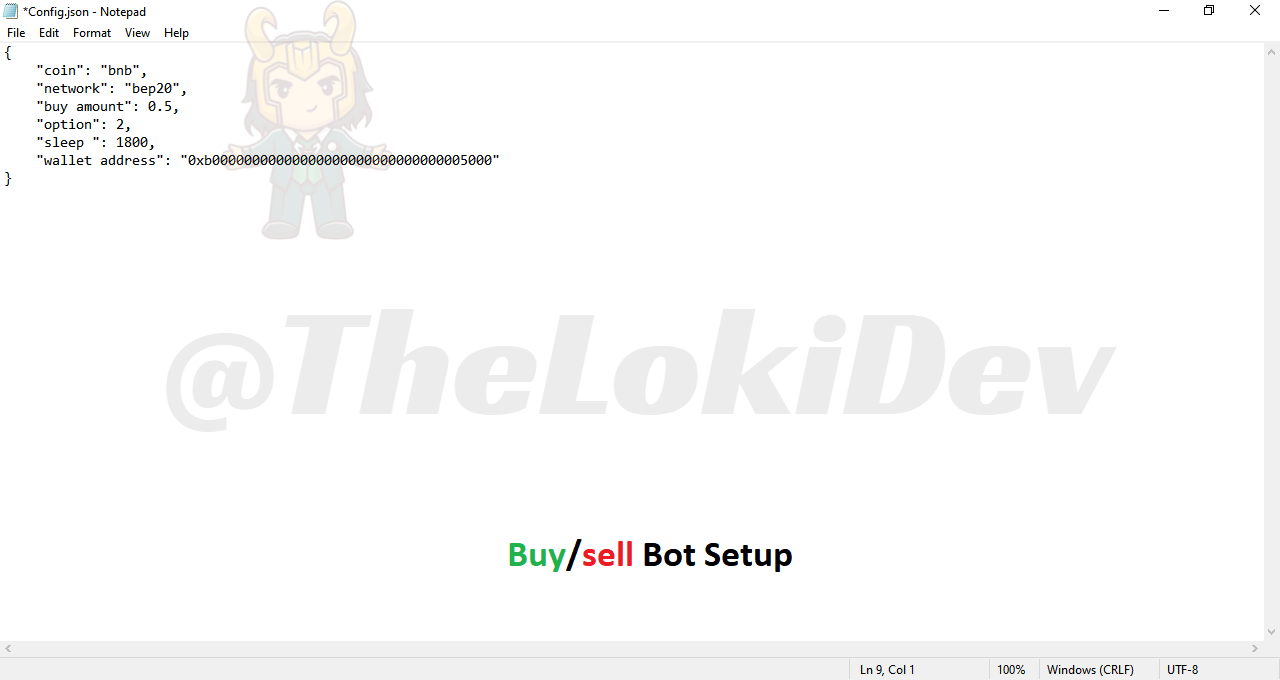 *Config.json - Notepad
File Edit Format View Help
{
    "coin": "bnb",
    "network": "bep20",
    "buy amount": 0.5,
    "option": 2,
    "sleep ": 1800,
    "wallet address": "0xb00000000000000000000000000000005000"
}
@TheLokiDev
Buy/sell Bot Setup
Ln 9, Col 1 100% Windows (CRLF) UTF-8